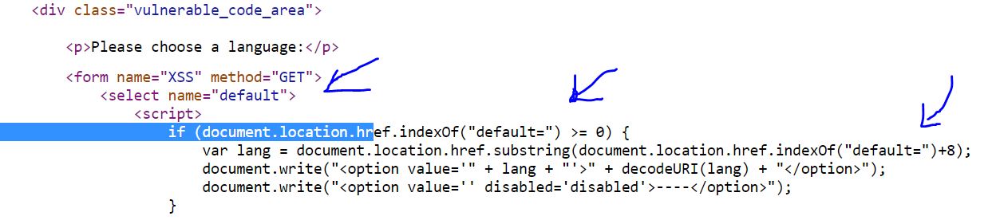 <div class="vulnerable_code_area">
<p>Please choose a language:</p>
<form name="XSS" method="GET">
<select name="default">
<script>
if (document.location.href.indexOf("default=") >= 0) {
var lang = document.location.href.substring(document.location.href.indexOf("default=")+8);
document.write("<option value='" + lang + "'>" + decodeURI(lang) + "</option>");
document.write("<option value='' disabled='disabled'>----</option>");
}